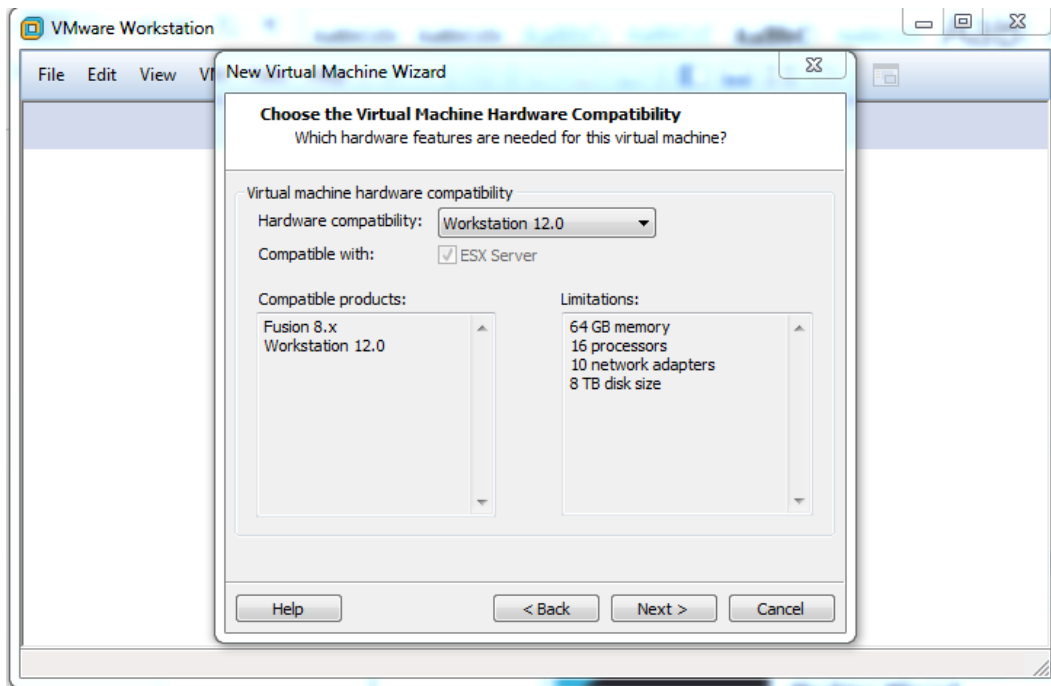 VMware Workstation
File Edit View
New Virtual Machine Wizard
Choose the Virtual Machine Hardware Compatibility
Which hardware features are needed for this virtual machine?
Virtual machine hardware compatibility
Hardware compatibility: Workstation 12.0
Compatible with: ESX Server
Compatible products:
Fusion 8.x
Workstation 12.0
Limitations:
64 GB memory
16 processors
10 network adapters
8 TB disk size
Help < Back Next > Cancel